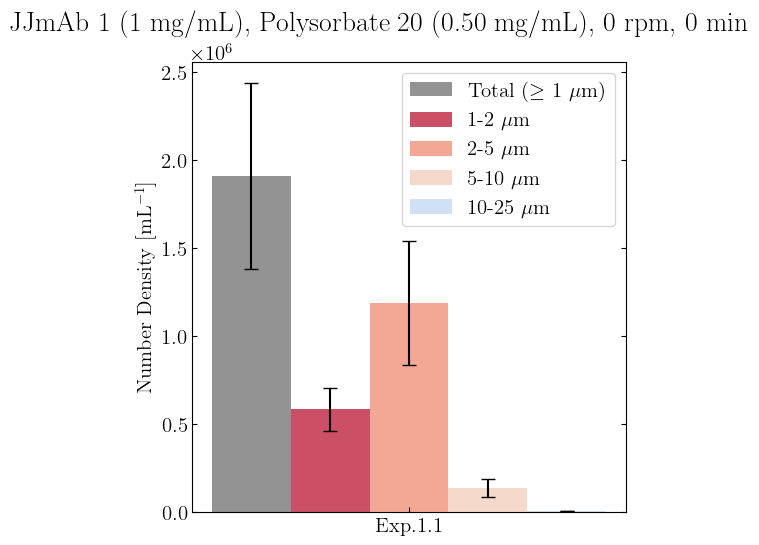 JJmAb 1 (1 mg/mL), Polysorbate 20 (0.50 mg/mL), 0 rpm, 0 min
×10⁶
2.5
2.0
1.5
1.0
0.5
0.0
Number Density [mL⁻¹]
Total (≥ 1 μm)
1-2 μm
2-5 μm
5-10 μm
10-25 μm
Exp.1.1